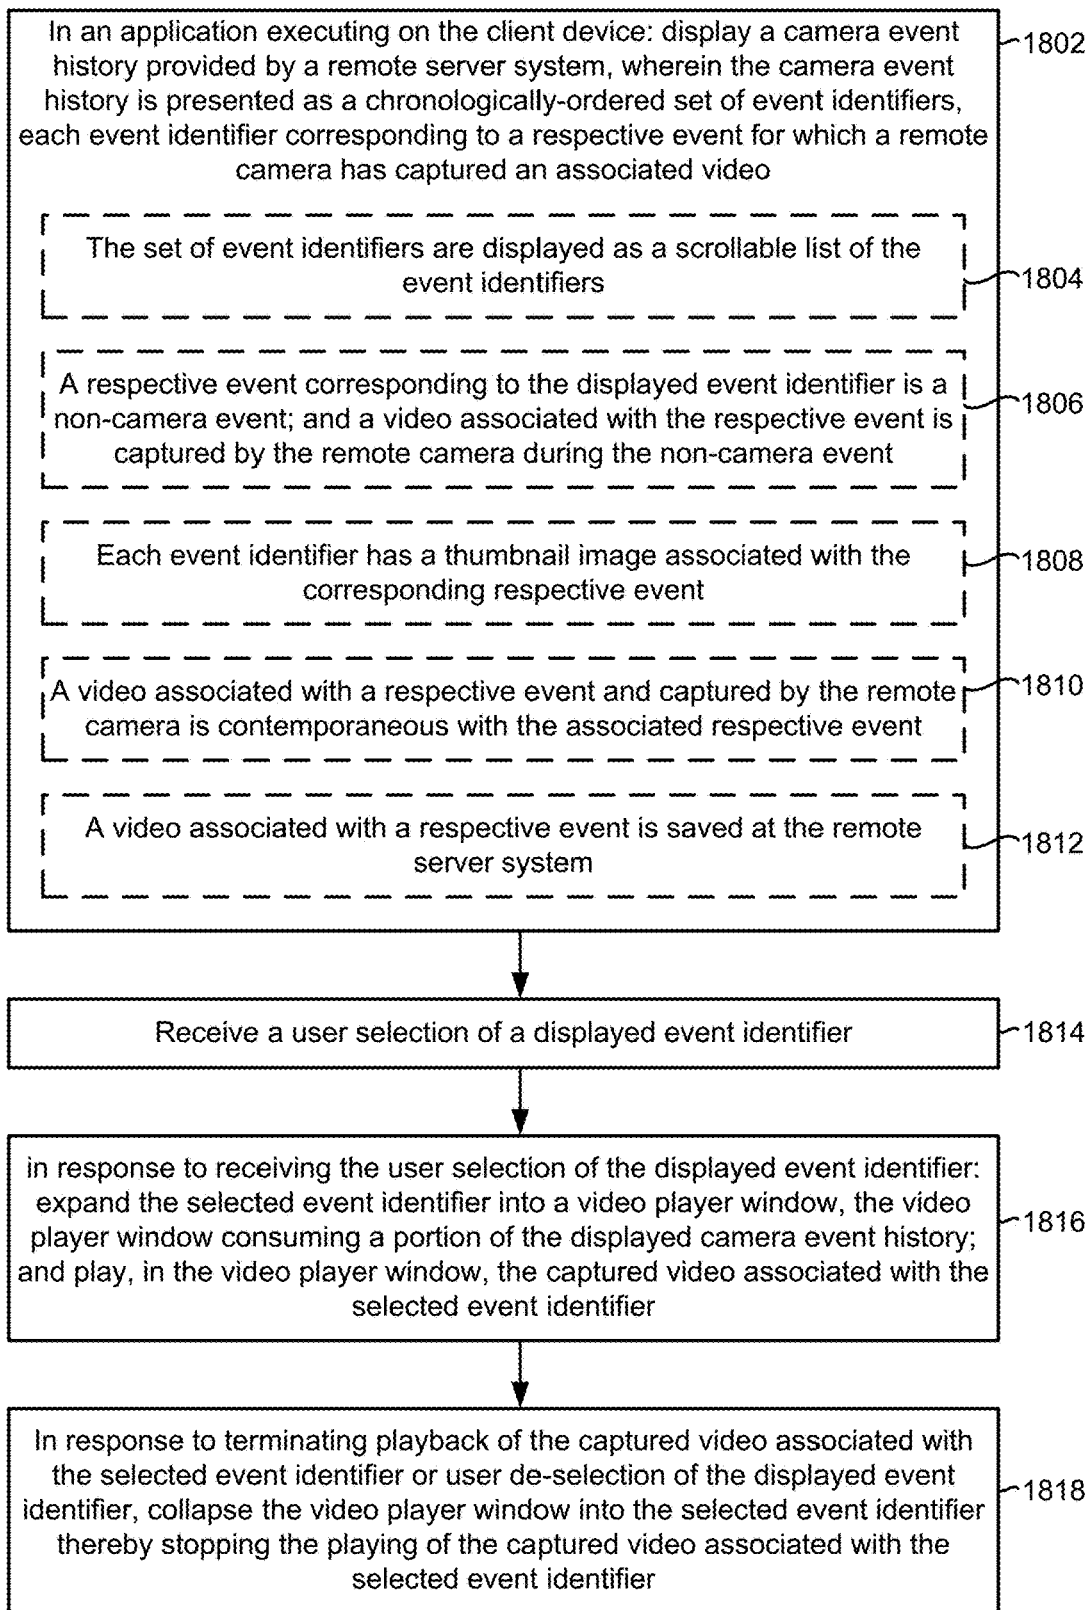 In an application executing on the client device: display a camera event
history provided by a remote server system, wherein the camera event
history is presented as a chronologically-ordered set of event identifiers,
each event identifier corresponding to a respective event for which a remote
camera has captured an associated video
1802
The set of event identifiers are displayed as a scrollable list of the
event identifiers
1804
A respective event corresponding to the displayed event identifier is a
non-camera event; and a video associated with the respective event is
captured by the remote camera during the non-camera event
1806
Each event identifier has a thumbnail image associated with the
corresponding respective event
1808
A video associated with a respective event and captured by the remote
camera is contemporaneous with the associated respective event
1810
A video associated with a respective event is saved at the remote
server system
1812
Receive a user selection of a displayed event identifier
1814
in response to receiving the user selection of the displayed event identifier:
expand the selected event identifier into a video player window, the video
player window consuming a portion of the displayed camera event history;
and play, in the video player window, the captured video associated with the
selected event identifier
1816
In response to terminating playback of the captured video associated with
the selected event identifier or user de-selection of the displayed event
identifier, collapse the video player window into the selected event identifier
thereby stopping the playing of the captured video associated with the
selected event identifier
1818